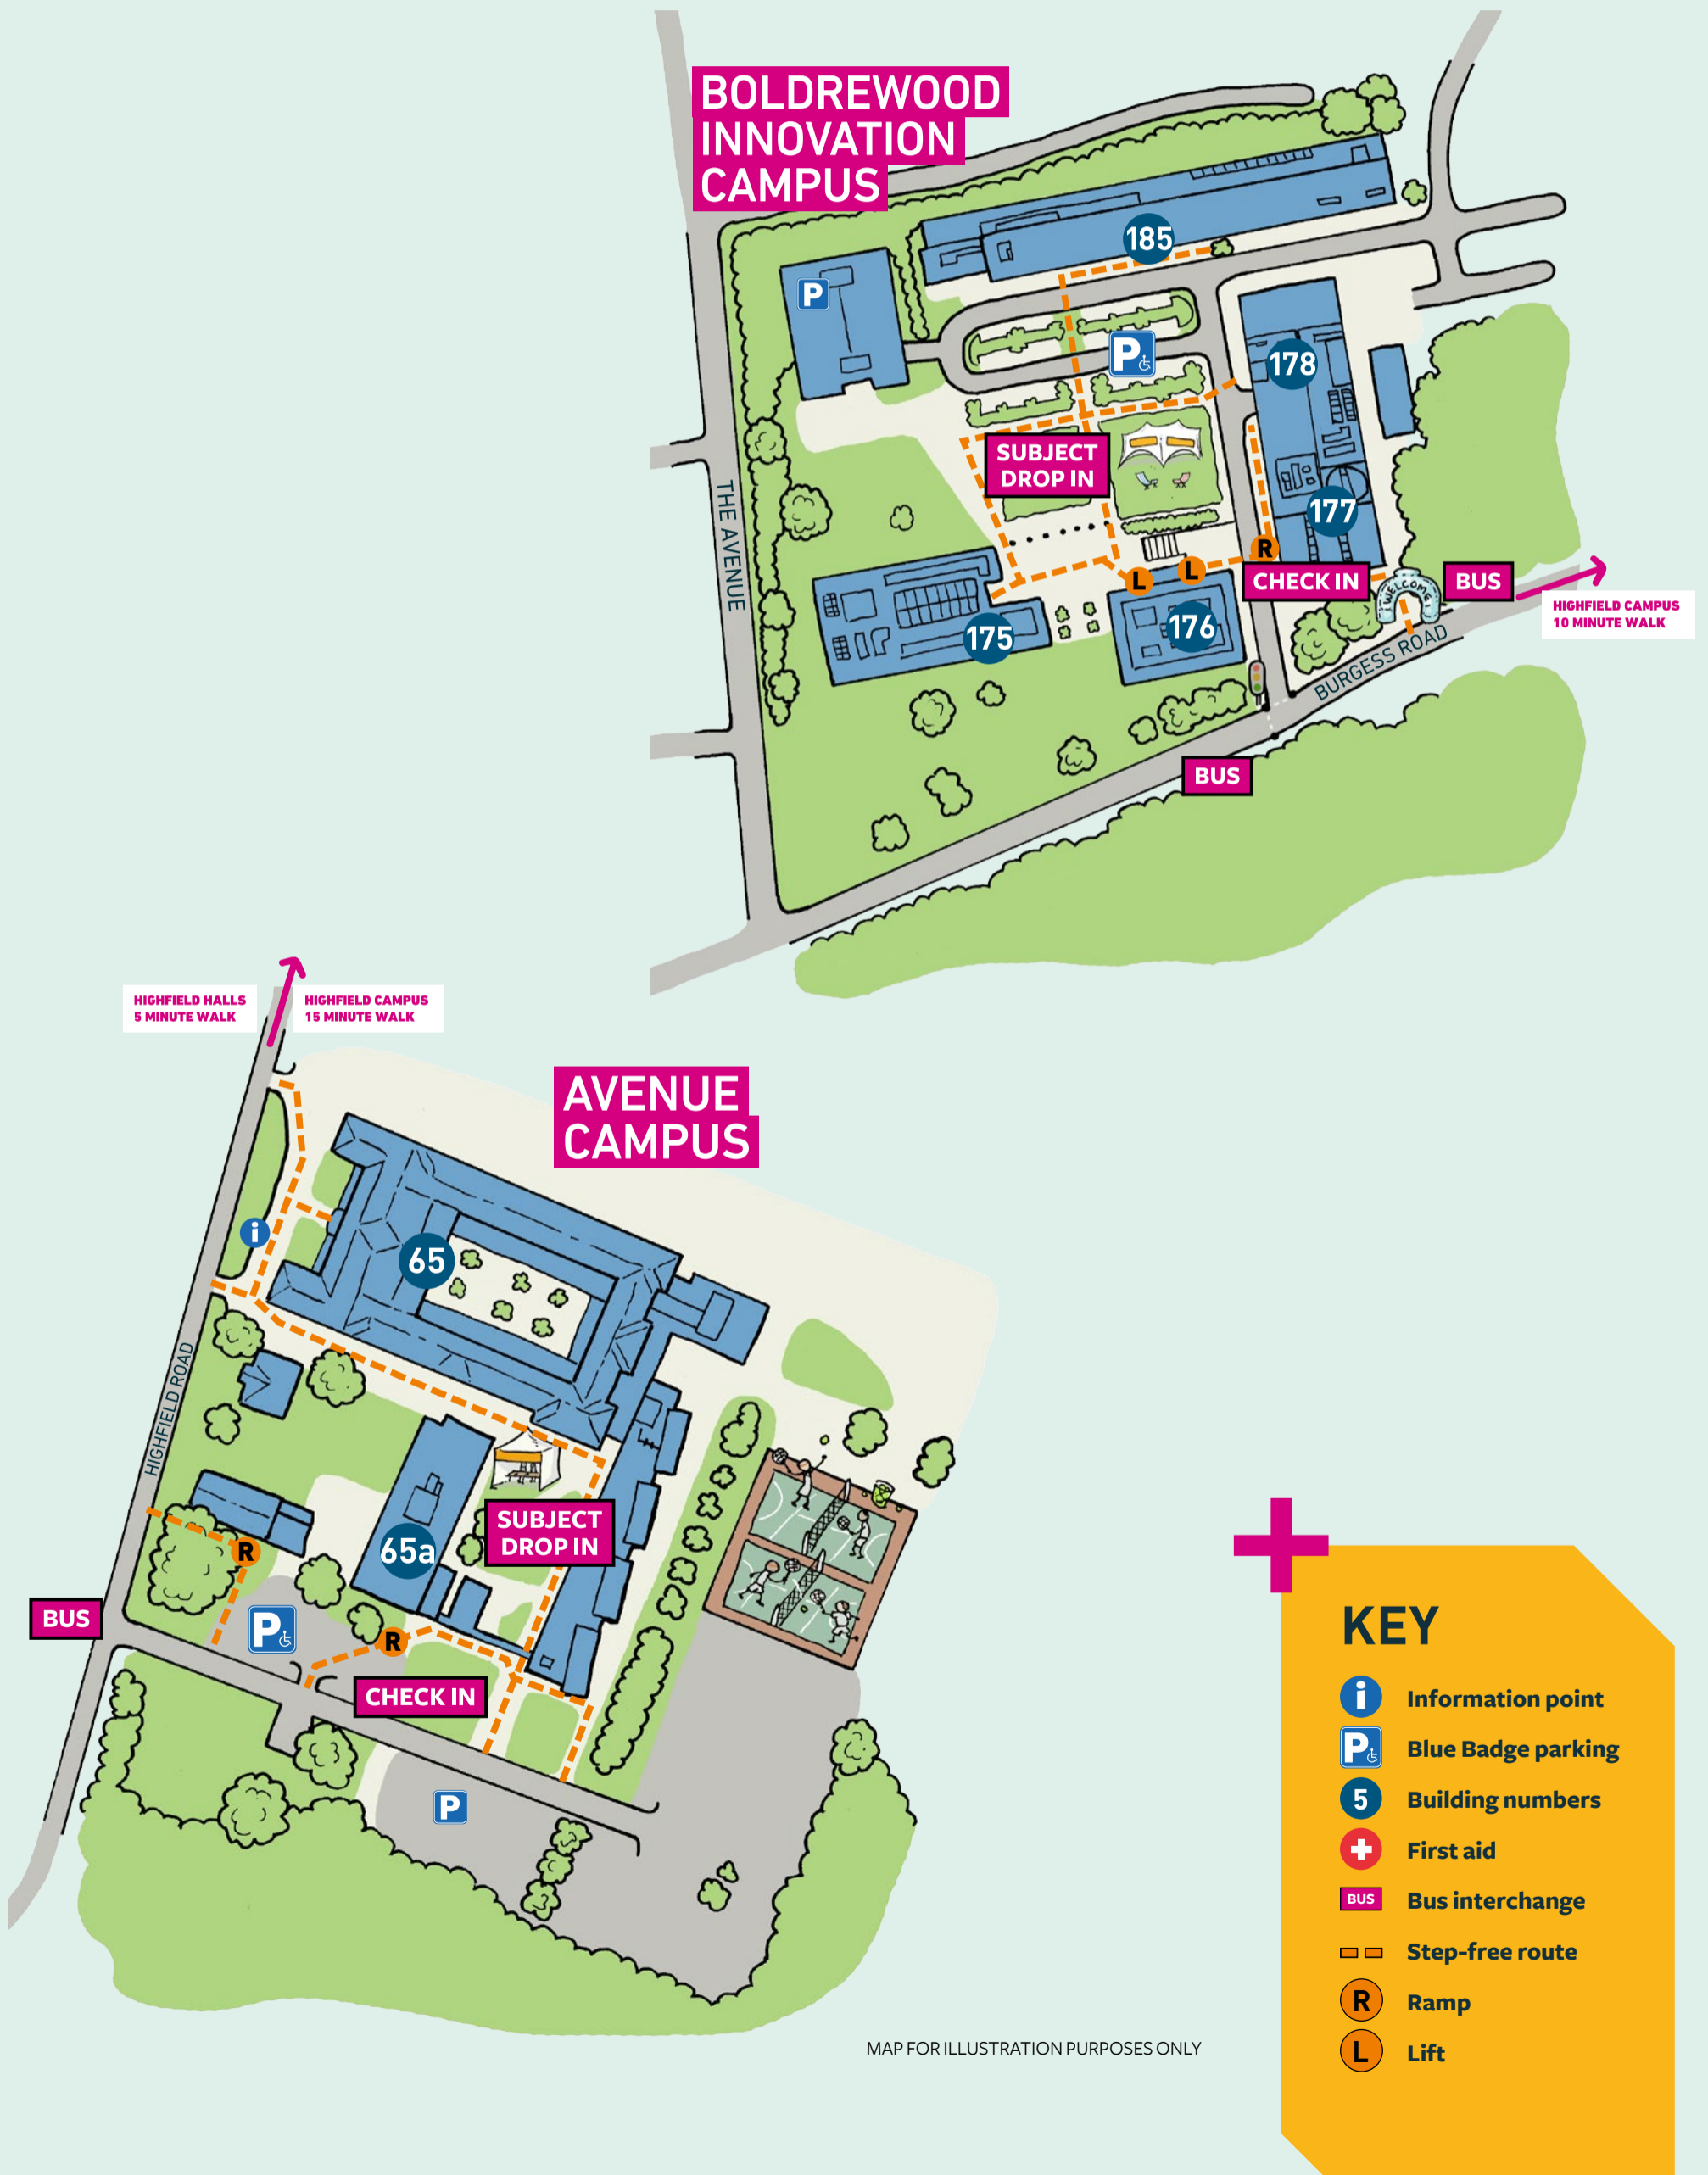 BOLDREWOOD
INNOVATION
CAMPUS
185
P
P
178
SUBJECT
DROP IN
THE AVENUE
177
R
L
L
CHECK IN
WELCOME
BUS
HIGHFIELD CAMPUS
10 MINUTE WALK
175
176
BURGESS ROAD
BUS
HIGHFIELD HALLS
5 MINUTE WALK
HIGHFIELD CAMPUS
15 MINUTE WALK
AVENUE
CAMPUS
i
65
HIGHFIELD ROAD
SUBJECT
DROP IN
65a
R
BUS
P
R
CHECK IN
P
KEY
i Information point
P Blue Badge parking
5 Building numbers
First aid
BUS Bus interchange
Step-free route
R Ramp
L Lift
MAP FOR ILLUSTRATION PURPOSES ONLY